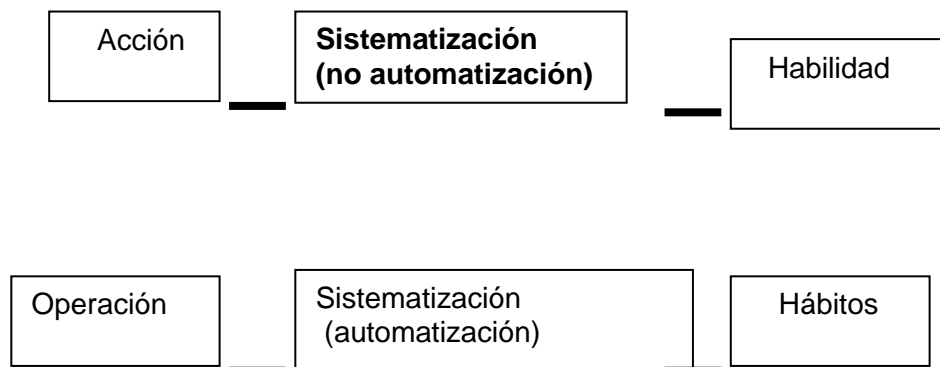 Acción
Sistematización
(no automatización)
Habilidad
Operación
Sistematización
(automatización)
Hábitos